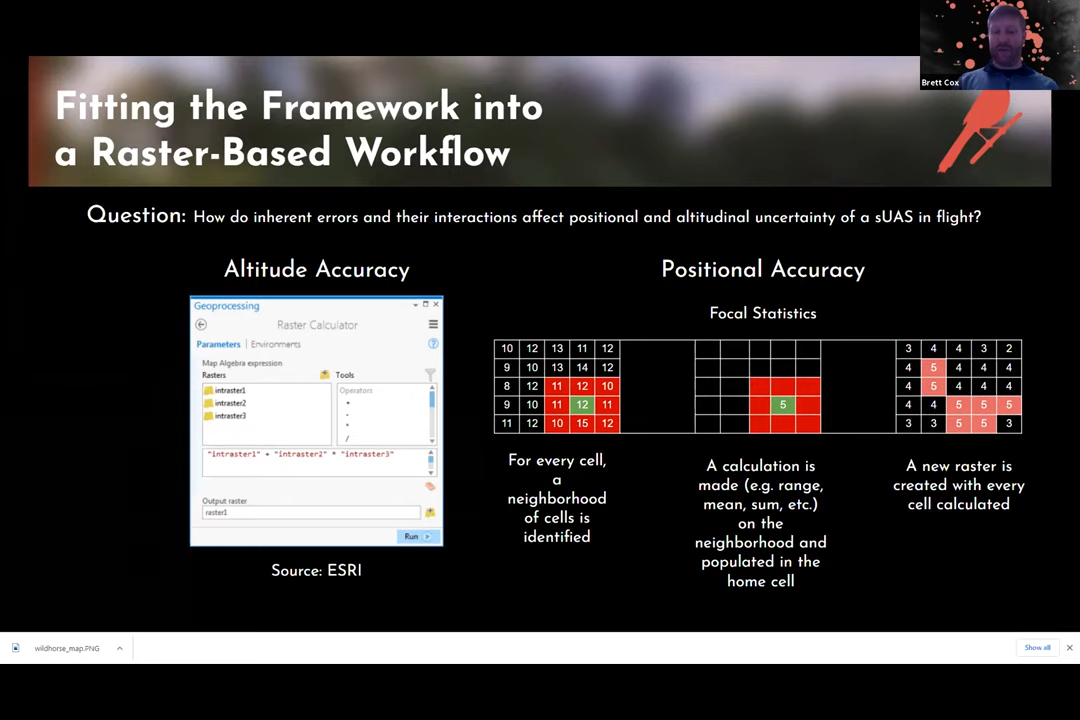 Brett Cox
Fitting the Framework into
a Raster-Based Workflow
Question: How do inherent errors and their interactions affect positional and altitudinal uncertainty of a sUAS in flight?
Altitude Accuracy
Geoprocessing
Raster Calculator
Parameters | Environments
Map Algebra expression
Rasters
Tools
intraster1
intraster2
intraster3
Operators
/
"intraster1" + "intraster2" * "intraster3"
Output raster
raster1
Run
Source: ESRI
Positional Accuracy
Focal Statistics
10 12 13 11 12
9 10 13 14 12
8 12 11 12 10
9 10 11 12 11
11 12 10 15 12
For every cell,
a
neighborhood
of cells is
identified
5
A calculation is
made (e.g. range,
mean, sum, etc.)
on the
neighborhood and
populated in the
home cell
3 4 4 3 2
4 5 4 4 4
4 5 4 4 4
4 4 5 5 5
3 3 5 5 3
A new raster is
created with every
cell calculated
wildhorse_map.PNG
Show all